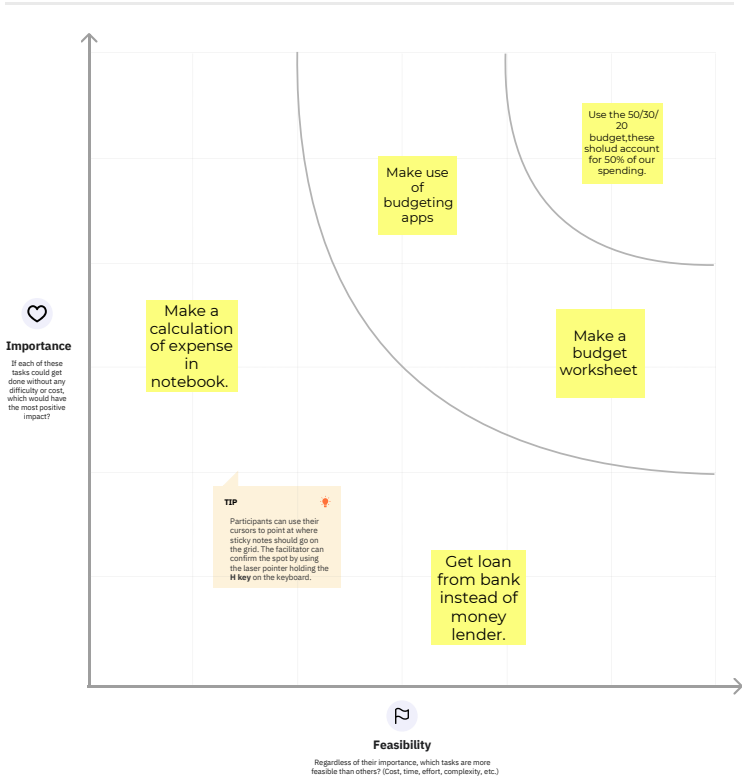 Use the 50/30/
20
budget,these
sholud account
for 50% of our
spending.
Make use
of
budgeting
apps
Make a
calculation
of expense
in
notebook.
Make a
budget
worksheet
Importance
If each of these
tasks could get
done without any
difficulty or cost,
which would have
the most positive
impact?
TIP
Participants can use their
cursors to point at where
sticky notes should go on
the grid. The facilitator can
confirm the spot by using
the laser pointer holding the
H key on the keyboard.
Get loan
from bank
instead of
money
lender.
Feasibility
Regardless of their importance, which tasks are more
feasible than others? (Cost, time, effort, complexity, etc.)